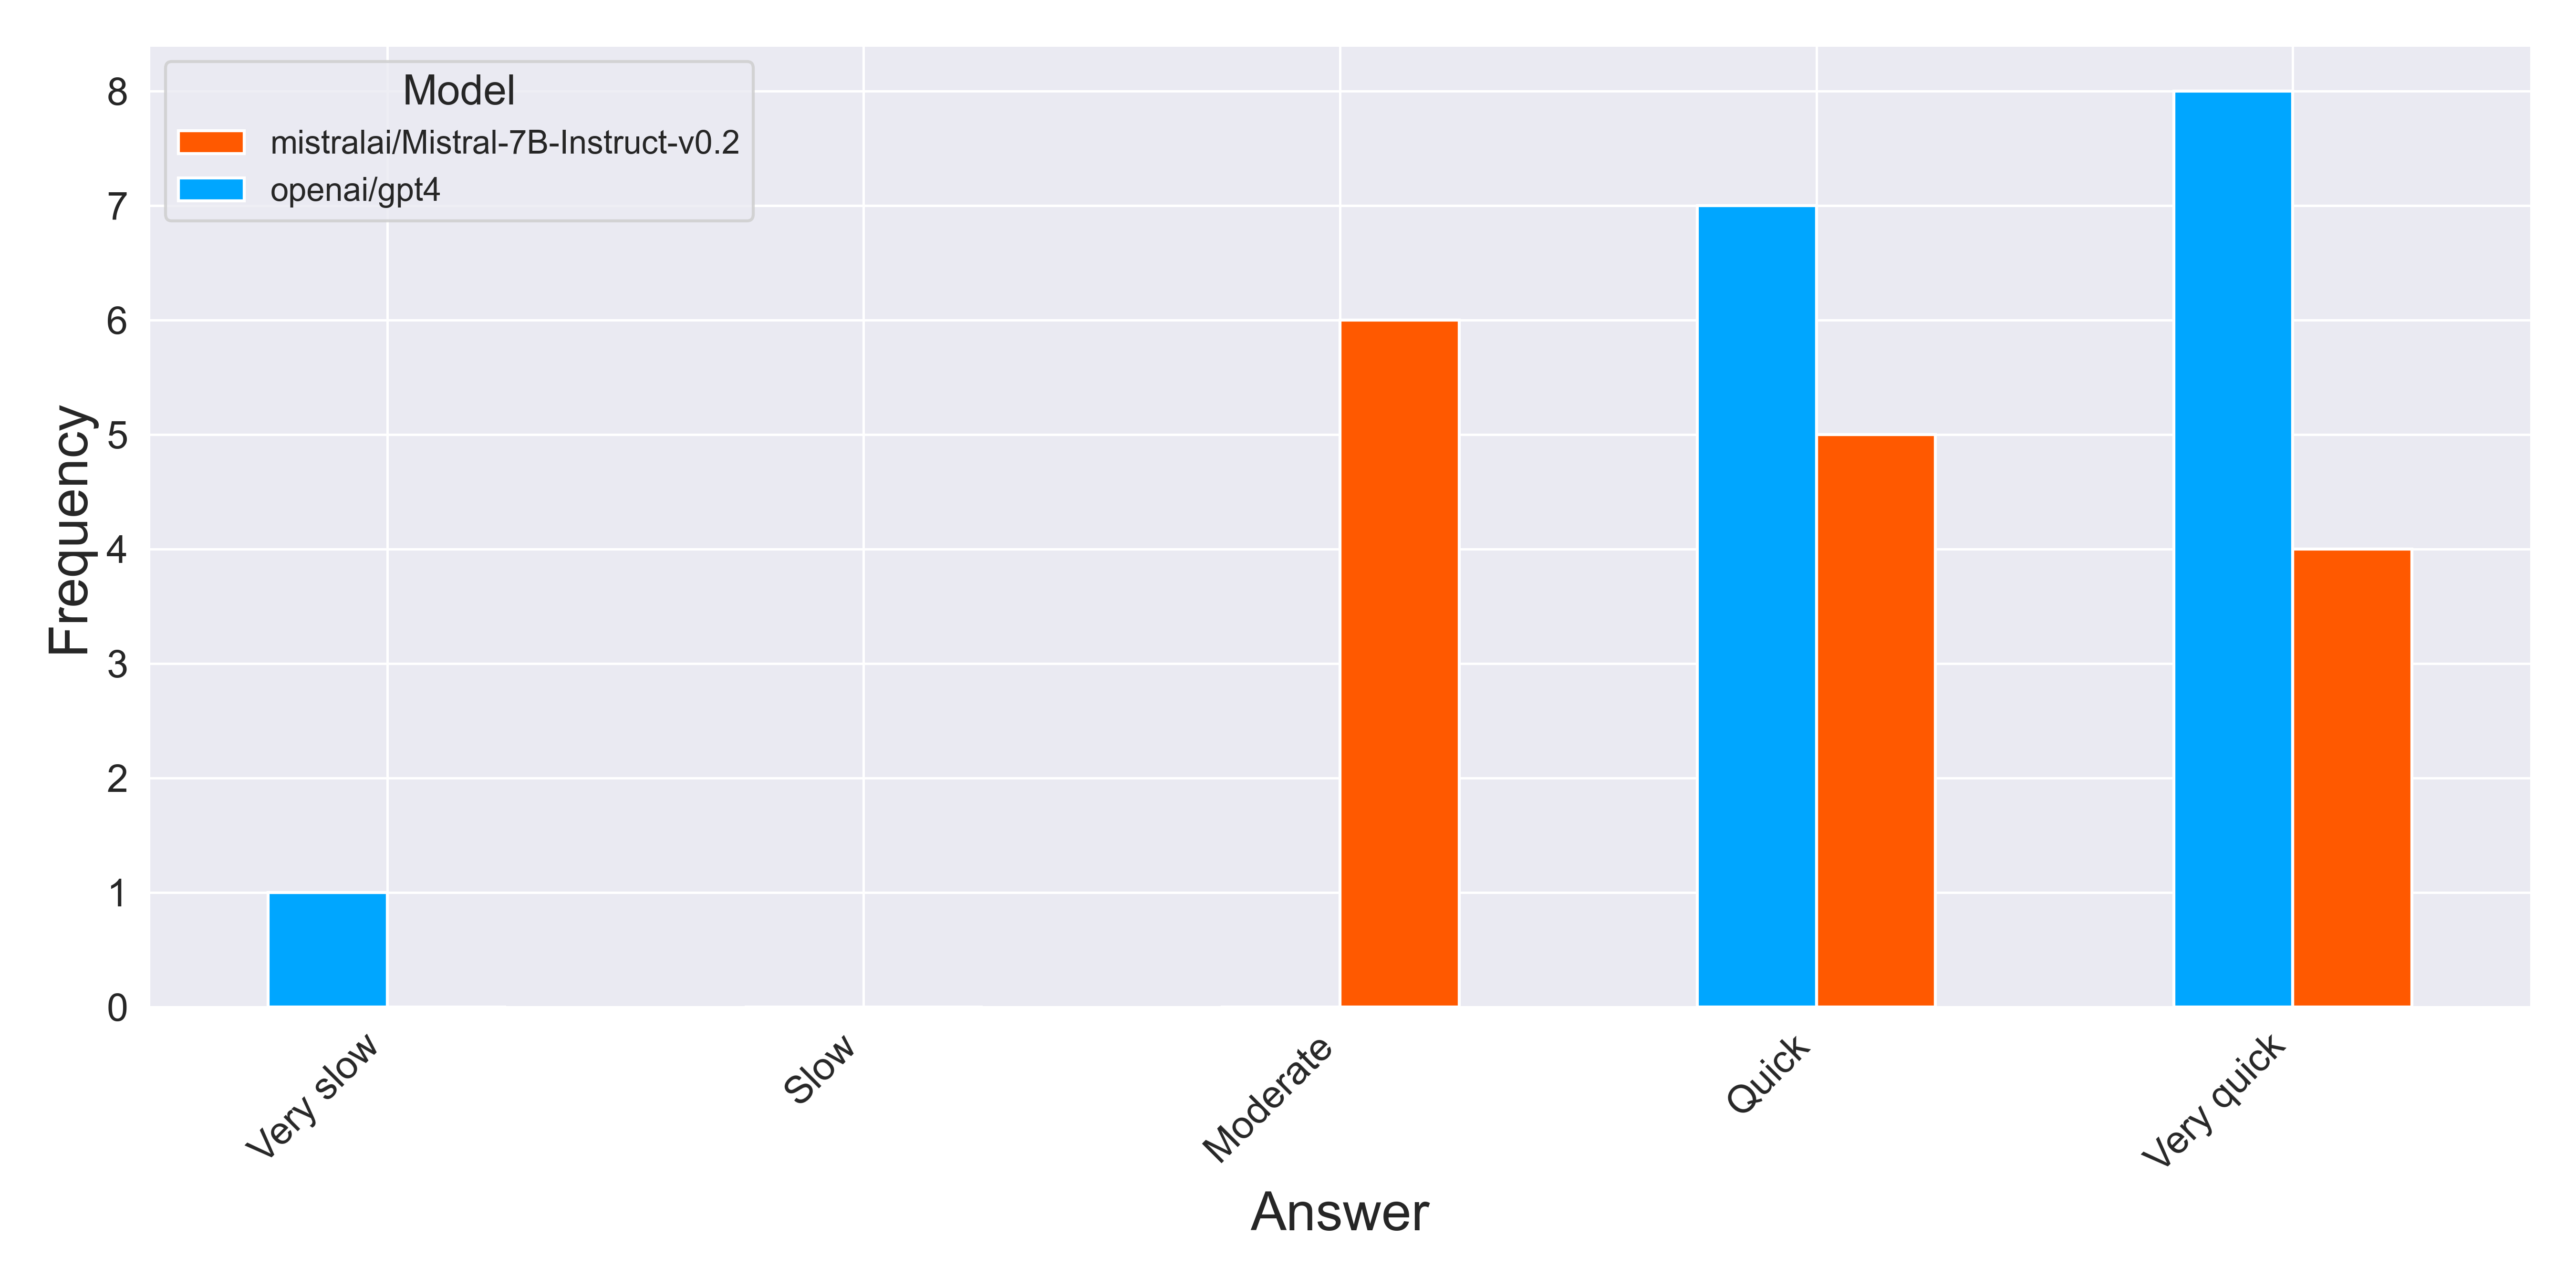 Model
mistralai/Mistral-7B-Instruct-v0.2
openai/gpt4
Frequency
8
7
6
5
4
3
2
1
0
Very slow
Slow
Moderate
Quick
Very quick
Answer